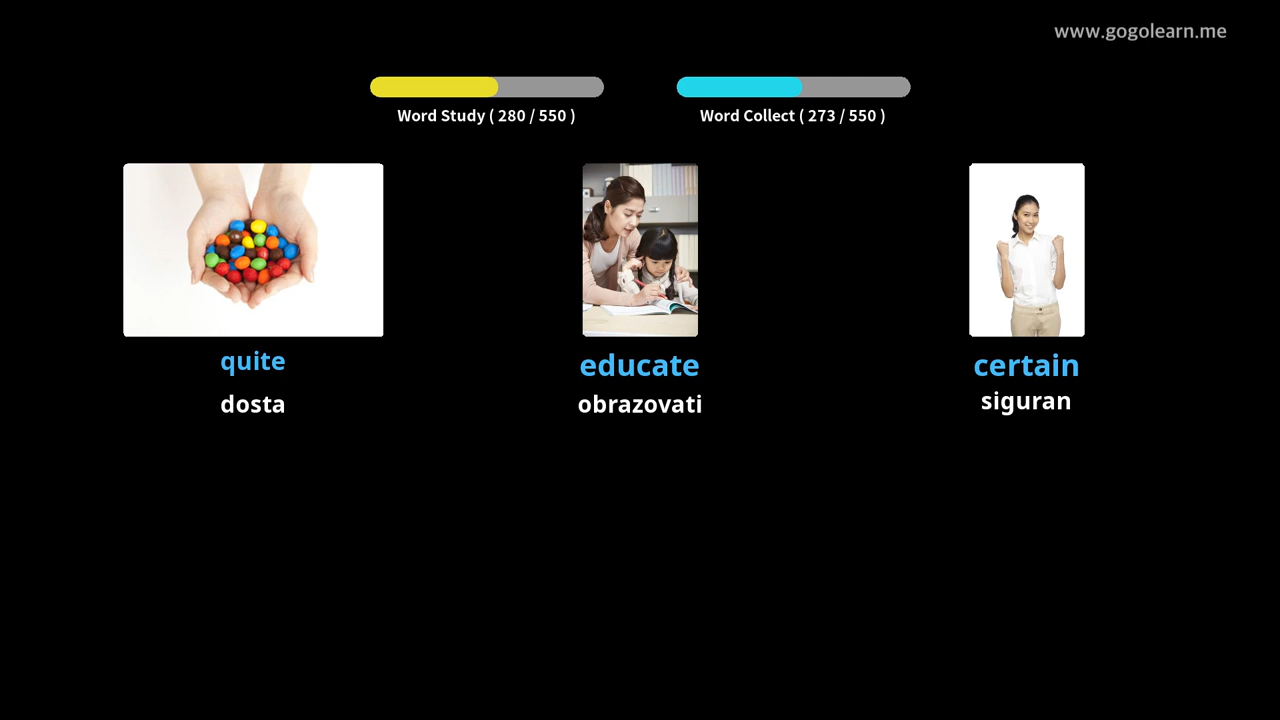 www.gogolearn.me
Word Study ( 280 / 550 )
Word Collect ( 273 / 550 )
quite
educate
certain
dosta
obrazovati
siguran